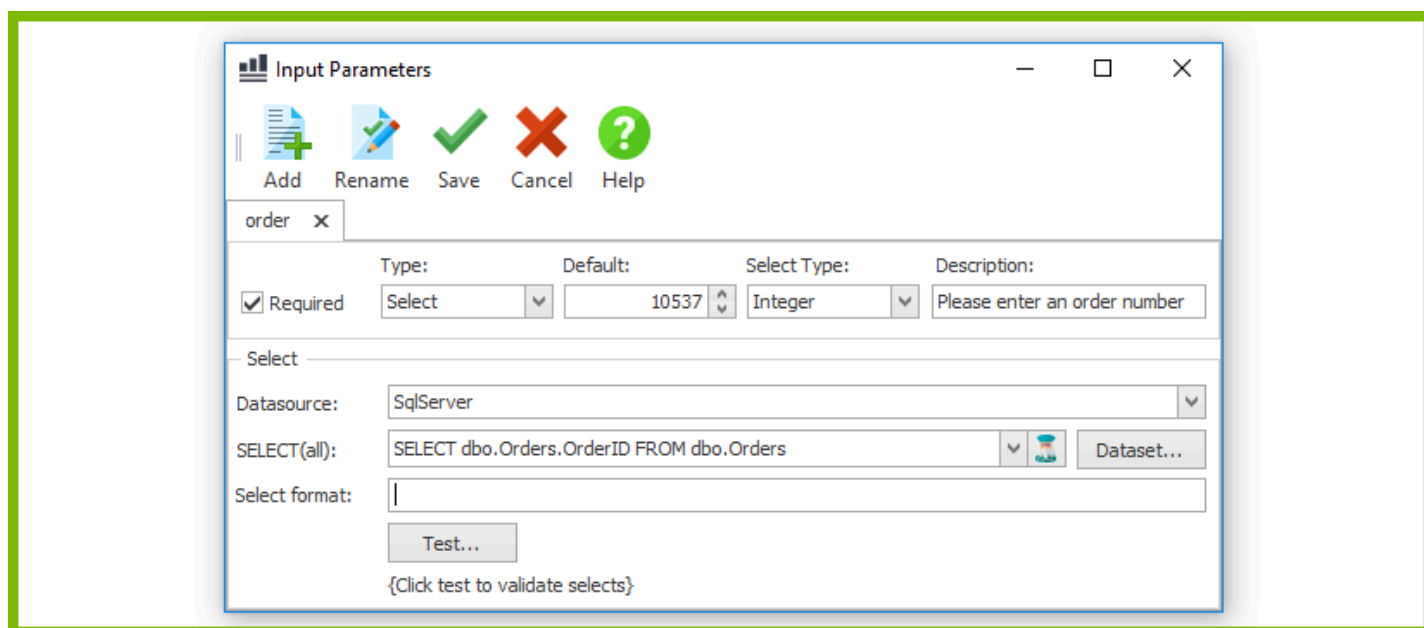 Input Parameters
Add Rename Save Cancel Help
order
Type: Default: Select Type: Description:
Required Select 10537 Integer Please enter an order number
Select
Datasource: SqlServer
SELECT(all): SELECT dbo.Orders.OrderID FROM dbo.Orders Dataset...
Select format:
Test...
{Click test to validate selects}